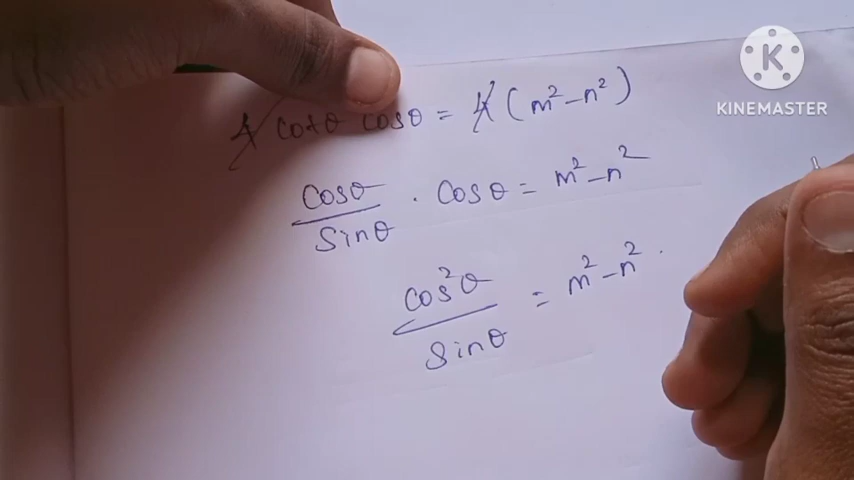 4 cotθ cosθ = 4 (m² – n²)
cosθ/sinθ . cosθ = m² – n²
cos²θ/sinθ = m² – n² .
K
KINEMASTER